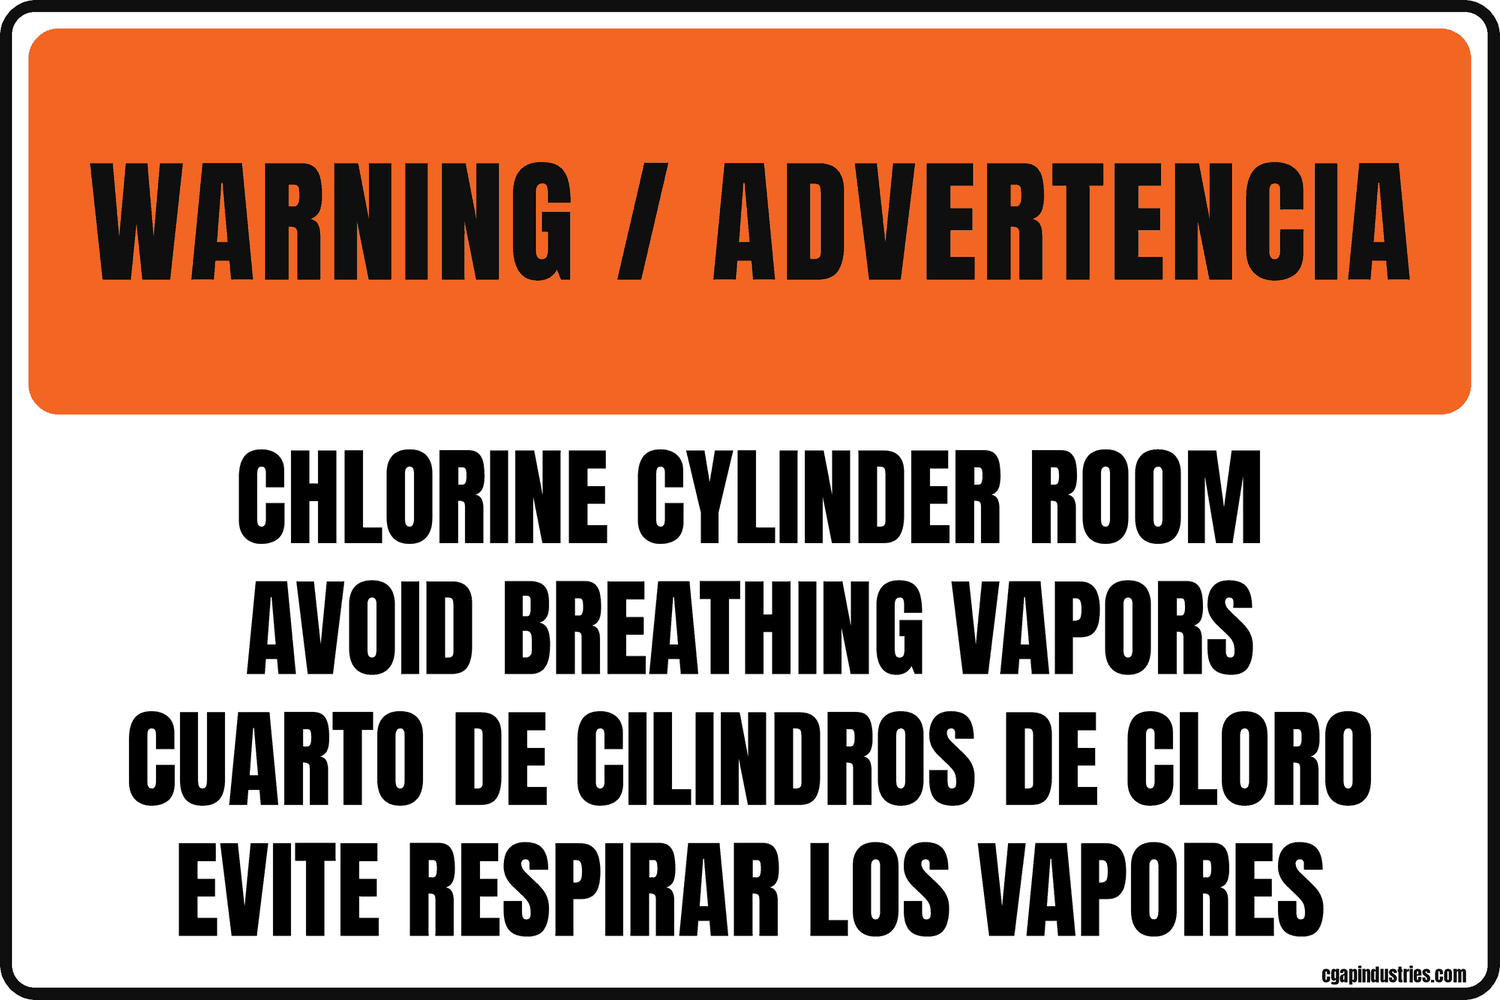 WARNING / ADVERTENCIA
CHLORINE CYLINDER ROOM
AVOID BREATHING VAPORS
CUARTO DE CILINDROS DE CLORO
EVITE RESPIRAR LOS VAPORES
cgapindustries.com